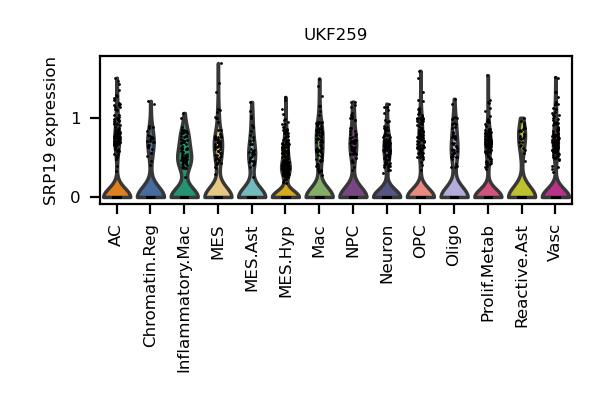 UKF259
SRP19 expression
1
0
AC
Chromatin.Reg
Inflammatory.Mac
MES
MES.Ast
MES.Hyp
Mac
NPC
Neuron
OPC
Oligo
Prolif.Metab
Reactive.Ast
Vasc